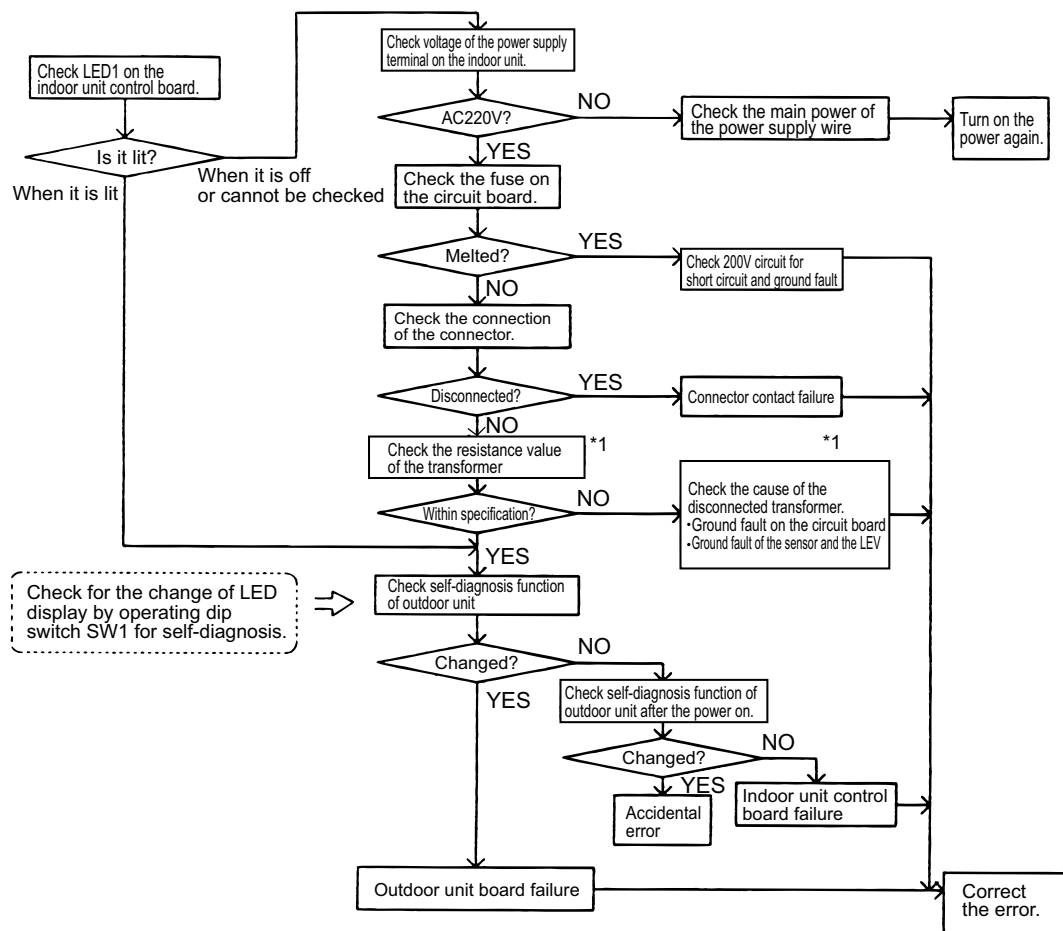 Check LED1 on the
indoor unit control board.
Is it lit?
When it is lit
When it is off
or cannot be checked
Check voltage of the power supply
terminal on the indoor unit.
AC220V?
NO
Check the main power of
the power supply wire
Turn on the
power again.
YES
Check the fuse on
the circuit board.
Melted?
YES
Check 200V circuit for
short circuit and ground fault
NO
Check the connection
of the connector.
Disconnected?
YES
Connector contact failure
NO
Check the resistance value
of the transformer
*1
Within specification?
NO
*1
Check the cause of the
disconnected transformer.
•Ground fault on the circuit board
•Ground fault of the sensor and the LEV
YES
Check for the change of LED
display by operating dip
switch SW1 for self-diagnosis.
Check self-diagnosis function
of outdoor unit
Changed?
NO
YES
Check self-diagnosis function of
outdoor unit after the power on.
Changed?
NO
YES
Accidental
error
Indoor unit control
board failure
Outdoor unit board failure
Correct
the error.